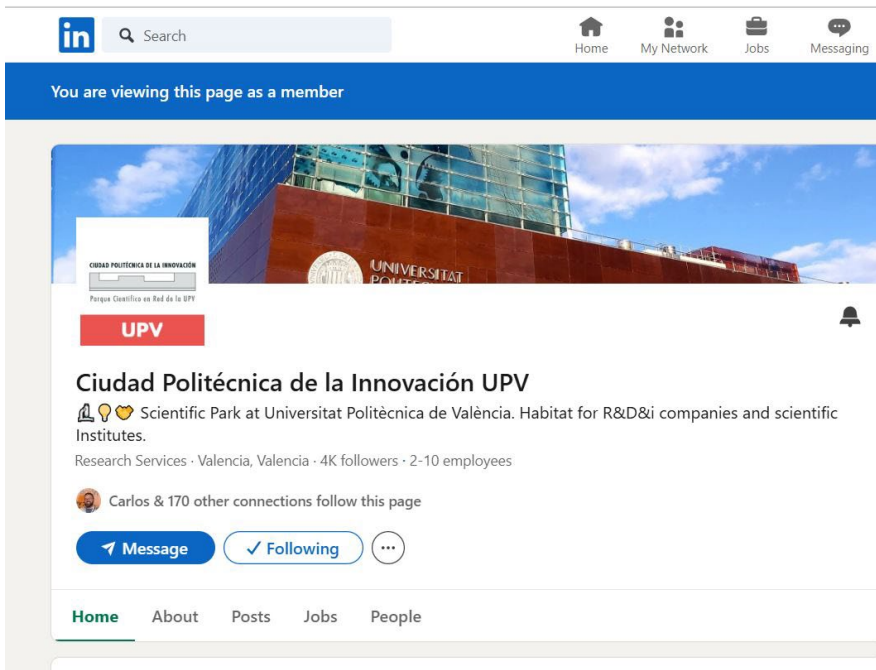 in
Search
Home
My Network
Jobs
Messaging
You are viewing this page as a member
CIUDAD POLITÉCNICA DE LA INNOVACIÓN
Parque Científico en Red de la UPV
UPV
UNIVERSITAT
Ciudad Politécnica de la Innovación UPV
Scientific Park at Universitat Politècnica de València. Habitat for R&D&i companies and scientific
Institutes.
Research Services · Valencia, Valencia · 4K followers · 2-10 employees
Carlos & 170 other connections follow this page
Message
Following
Home
About
Posts
Jobs
People